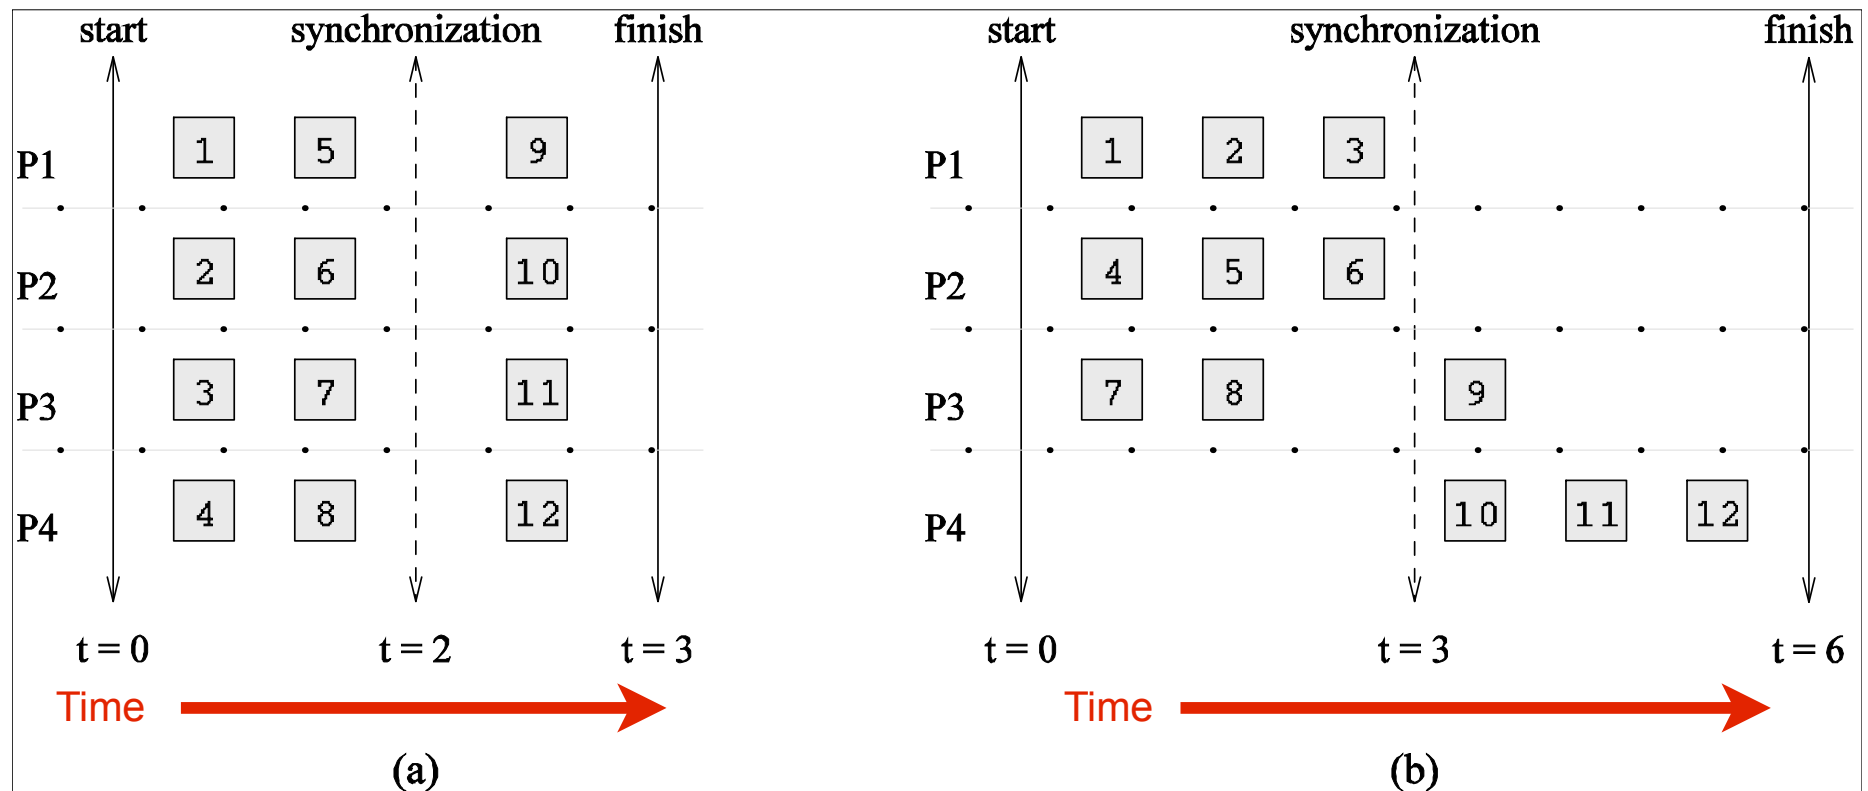 start synchronization finish
P1 1 5 9
P2 2 6 10
P3 3 7 11
P4 4 8 12
t = 0 t = 2 t = 3
Time
(a)
start synchronization finish
P1 1 2 3
P2 4 5 6
P3 7 8 9
P4 10 11 12
t = 0 t = 3 t = 6
Time
(b)